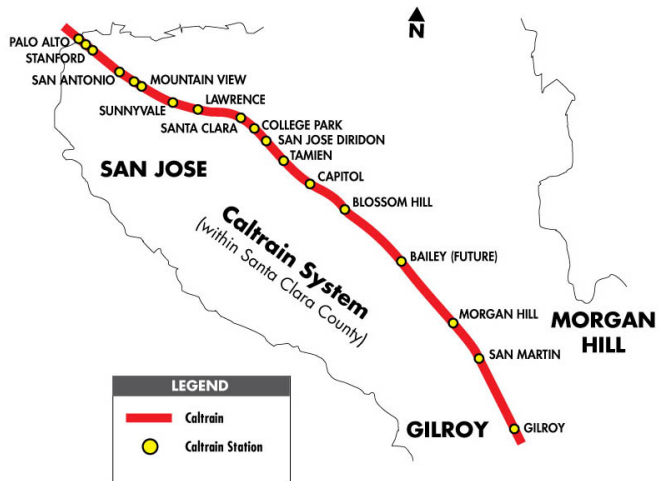 N
PALO ALTO
STANFORD
SAN ANTONIO
MOUNTAIN VIEW
SUNNYVALE
LAWRENCE
SANTA CLARA
COLLEGE PARK
SAN JOSE DIRIDON
TAMIEN
SAN JOSE
CAPITOL
BLOSSOM HILL
Caltrain System
(within Santa Clara
County)
BAILEY (FUTURE)
MORGAN HILL
MORGAN
HILL
SAN MARTIN
GILROY
GILROY
LEGEND
Caltrain
Caltrain Station